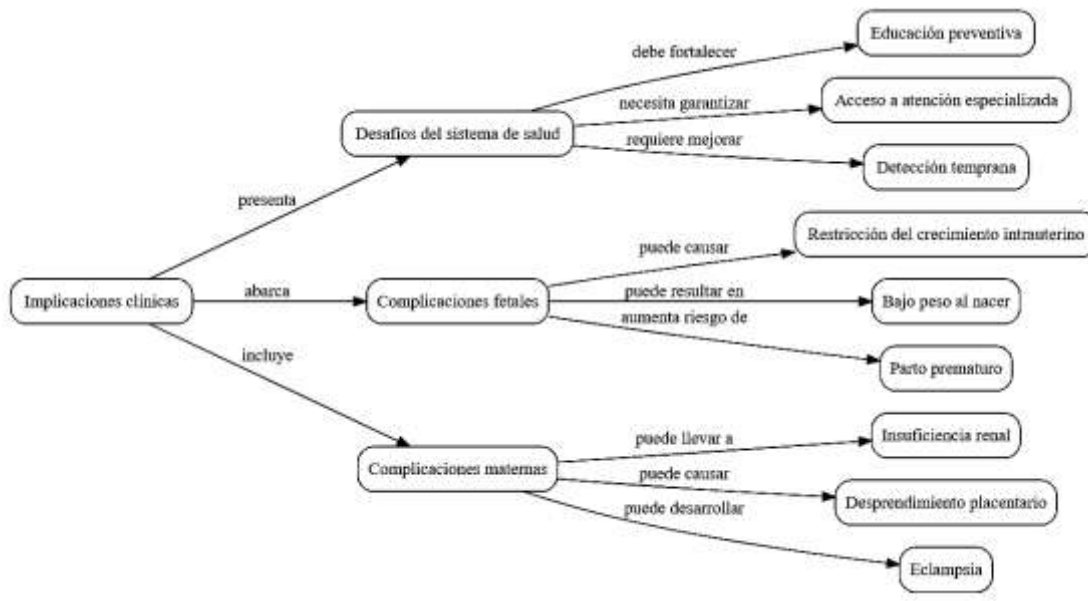 Educación preventiva
debe fortalecer
necesita garantizar
Acceso a atención especializada
Desafíos del sistema de salud
requiere mejorar
Detección temprana
presenta
Restricción del crecimiento intrauterino
puede causar
Implicaciones clínicas
abarca
Complicaciones fetales
puede resultar en
Bajo peso al nacer
aumenta riesgo de
Parto prematuro
incluye
Insuficiencia renal
puede llevar a
Complicaciones maternas
puede causar
Desprendimiento placentario
puede desarrollar
Eclampsia